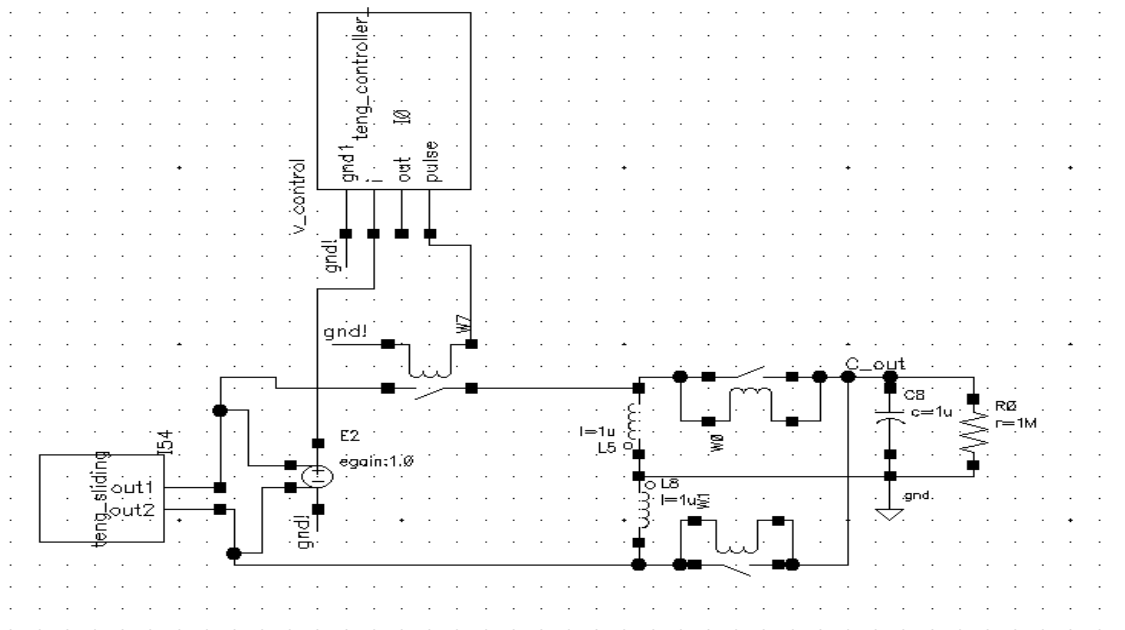 teng_controller_
I0
gnd1
i
out
pulse
v_control
gnd!
W7
gnd!
C_out
C8
c=1u
R0
r=1M
l=1u
L5
W0
E2
egain:1.0
I54
teng_sliding
out1
out2
L8
l=1u
W1
gnd.
gnd!